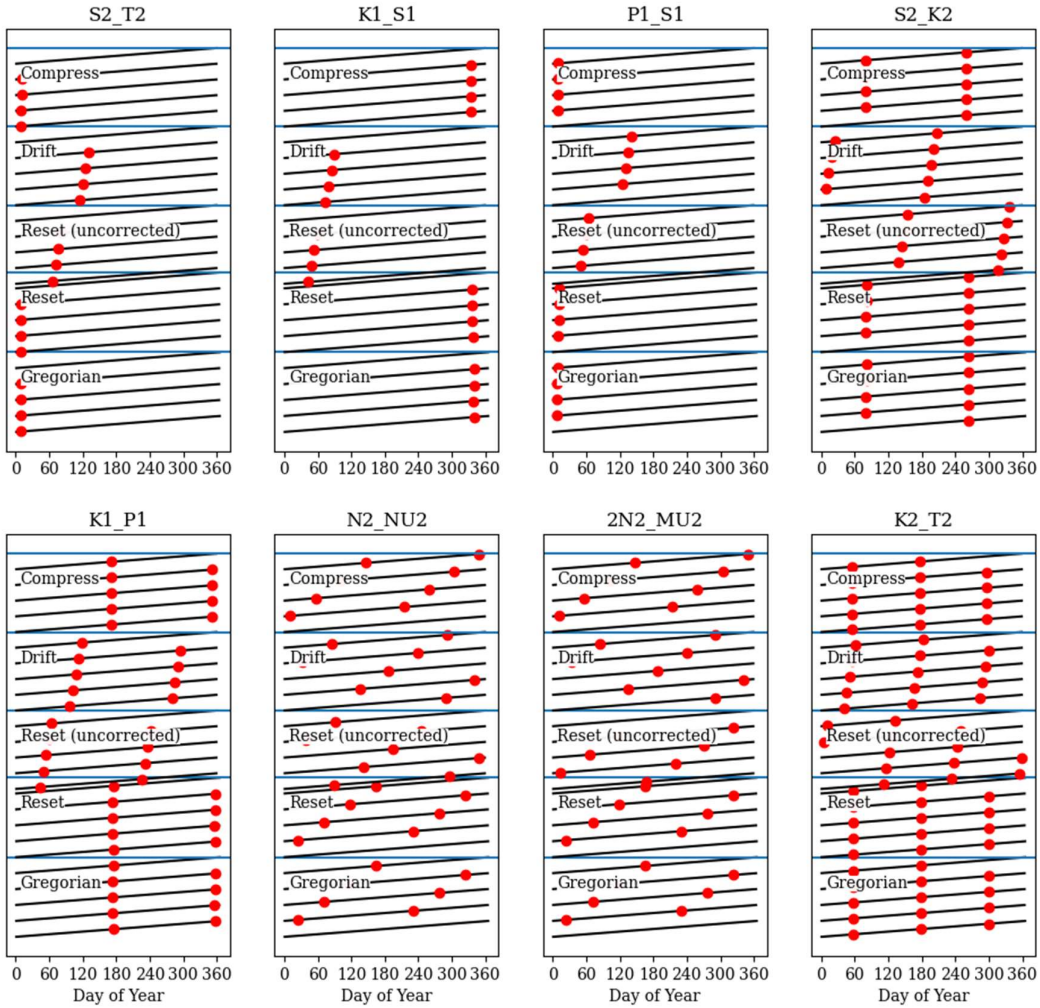 S2_T2
Compress
Drift
Reset (uncorrected)
Reset
Gregorian
0 60 120 180 240 300 360
K1_S1
Compress
Drift
Reset (uncorrected)
Reset
Gregorian
0 60 120 180 240 300 360
P1_S1
Compress
Drift
Reset (uncorrected)
Reset
Gregorian
0 60 120 180 240 300 360
S2_K2
Compress
Drift
Reset (uncorrected)
Reset
Gregorian
0 60 120 180 240 300 360
K1_P1
Compress
Drift
Reset (uncorrected)
Reset
Gregorian
0 60 120 180 240 300 360
Day of Year
N2_NU2
Compress
Drift
Reset (uncorrected)
Reset
Gregorian
0 60 120 180 240 300 360
Day of Year
2N2_MU2
Compress
Drift
Reset (uncorrected)
Reset
Gregorian
0 60 120 180 240 300 360
Day of Year
K2_T2
Compress
Drift
Reset (uncorrected)
Reset
Gregorian
0 60 120 180 240 300 360
Day of Year